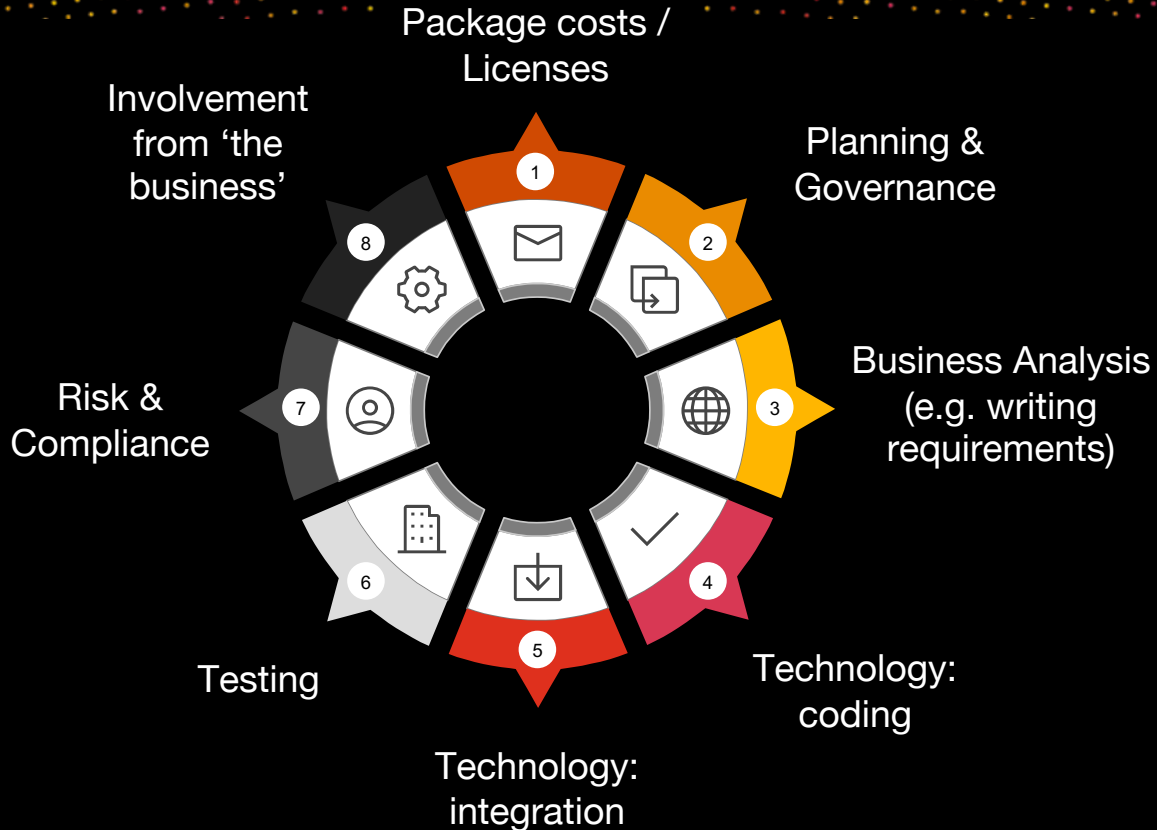 Package costs /
Licenses
1
Planning &
Governance
2
Business Analysis
(e.g. writing
requirements)
3
Technology:
coding
4
Technology:
integration
5
Testing
6
Risk &
Compliance
7
Involvement
from ‘the
business’
8